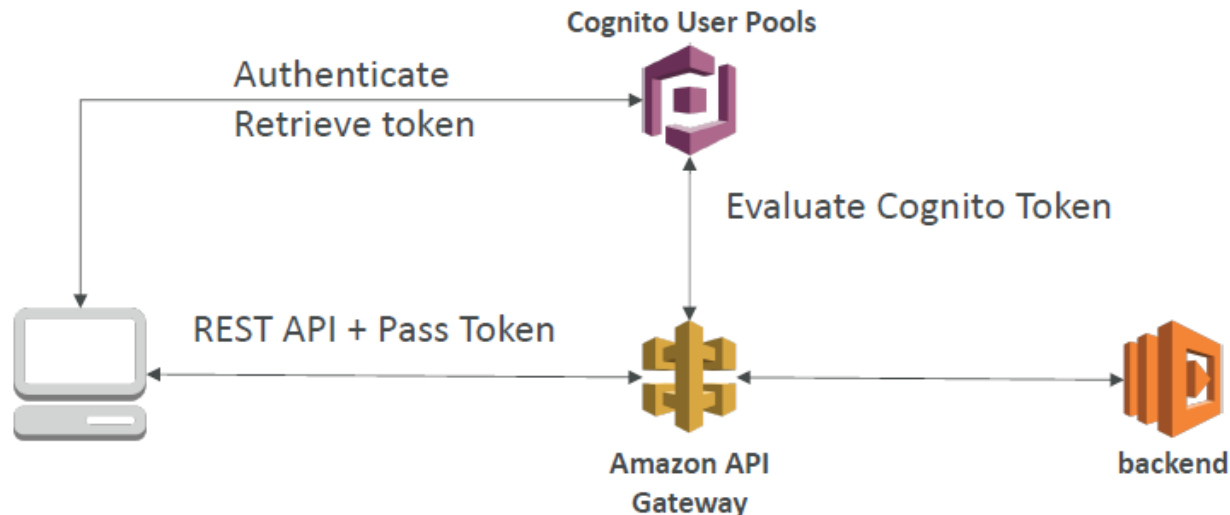 Cognito User Pools
Authenticate
Retrieve token
Evaluate Cognito Token
REST API + Pass Token
Amazon API
Gateway
backend